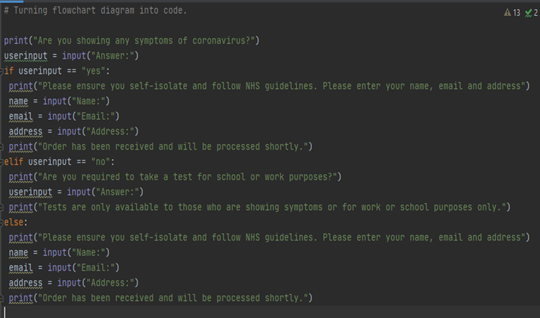 # Turning flowchart diagram into code.
13 2
print("Are you showing any symptoms of coronavirus?")
userinput = input("Answer:")
if userinput == "yes":
print("Please ensure you self-isolate and follow NHS guidelines. Please enter your name, email and address")
name = input("Name:")
email = input("Email:")
address = input("Address:")
print("Order has been received and will be processed shortly.")
elif userinput == "no":
print("Are you required to take a test for school or work purposes?")
userinput = input("Answer:")
print("Tests are only available to those who are showing symptoms or for work or school purposes only.")
else:
print("Please ensure you self-isolate and follow NHS guidelines. Please enter your name, email and address")
name = input("Name:")
email = input("Email:")
address = input("Address:")
print("Order has been received and will be processed shortly.")